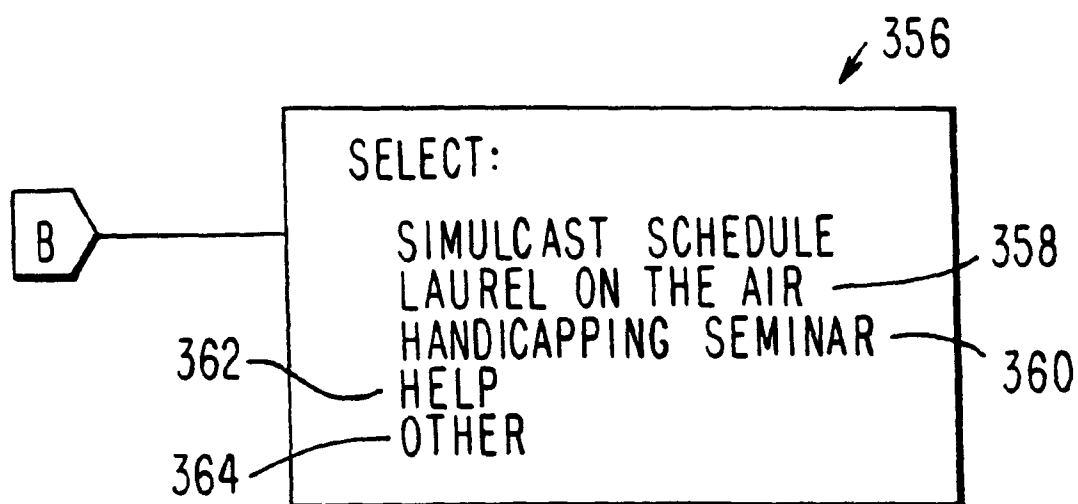 356
SELECT:
B
SIMULCAST SCHEDULE
LAUREL ON THE AIR 358
HANDICAPPING SEMINAR 360
362 HELP
364 OTHER